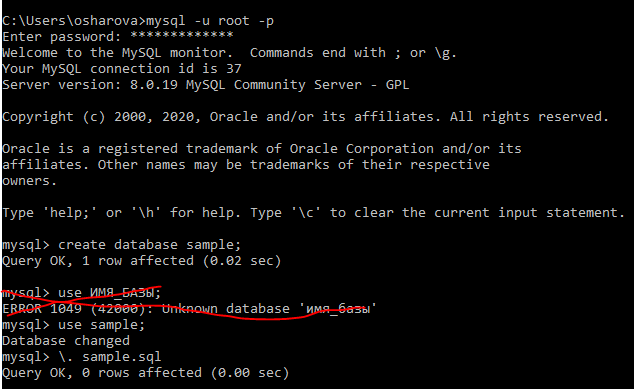 C:\Users\osharova>mysql -u root -p
Enter password: *************
Welcome to the MySQL monitor.  Commands end with ; or \g.
Your MySQL connection id is 37
Server version: 8.0.19 MySQL Community Server - GPL
Copyright (c) 2000, 2020, Oracle and/or its affiliates. All rights reserved.
Oracle is a registered trademark of Oracle Corporation and/or its
affiliates. Other names may be trademarks of their respective
owners.
Type 'help;' or '\h' for help. Type '\c' to clear the current input statement.
mysql> create database sample;
Query OK, 1 row affected (0.02 sec)
mysql> use ИМЯ_БАЗЫ;
ERROR 1049 (42000): Unknown database 'имя_базы'
mysql> use sample;
Database changed
mysql> \. sample.sql
Query OK, 0 rows affected (0.00 sec)